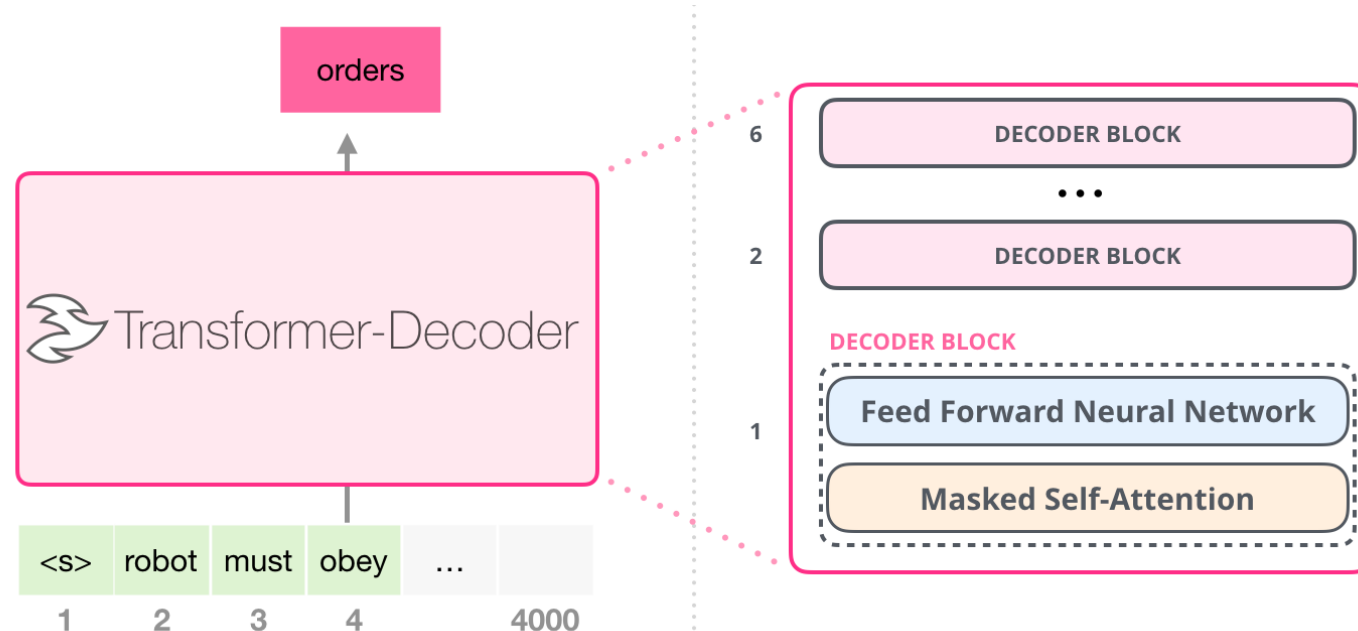 orders
Transformer-Decoder
<s> robot must obey ...
1 2 3 4 4000
6 DECODER BLOCK
...
2 DECODER BLOCK
DECODER BLOCK
1
Feed Forward Neural Network
Masked Self-Attention